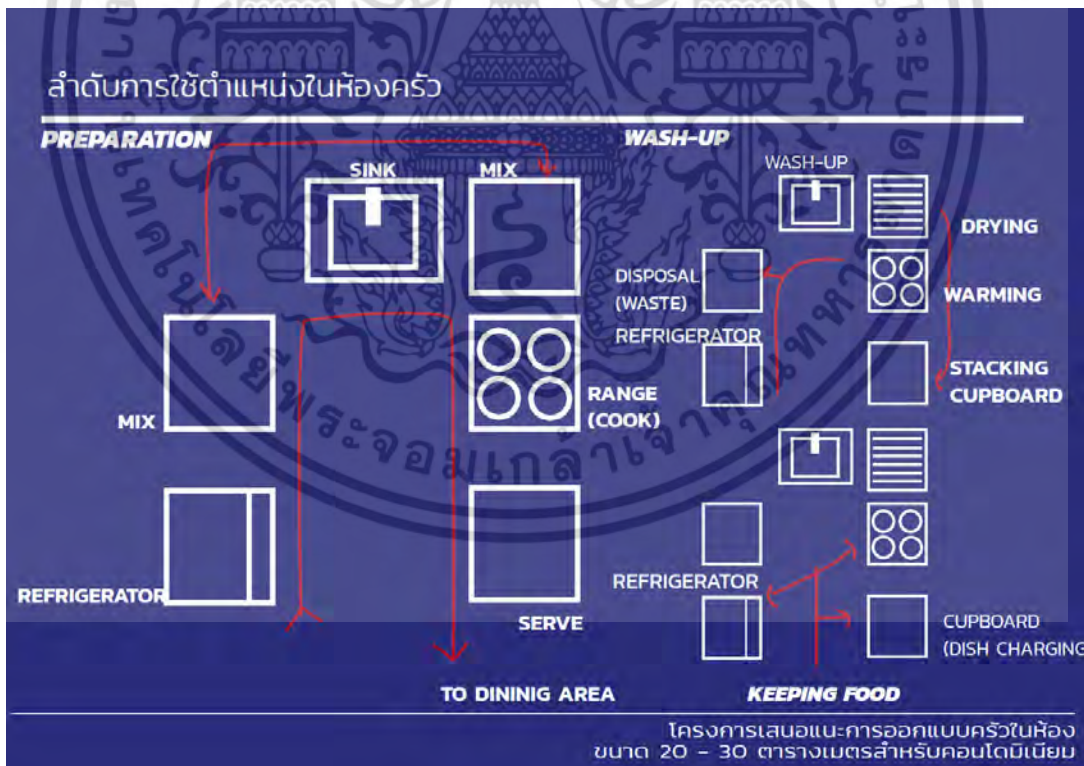 ลำดับการใช้ตำแหน่งในห้องครัว
PREPARATION
SINK
MIX
MIX
RANGE
(COOK)
REFRIGERATOR
SERVE
TO DININIG AREA
WASH-UP
WASH-UP
DRYING
DISPOSAL
(WASTE)
WARMING
REFRIGERATOR
STACKING
CUPBOARD
REFRIGERATOR
CUPBOARD
(DISH CHARGING
KEEPING FOOD
โครงการเสนอแนะการออกแบบครัวในห้อง
ขนาด 20 - 30 ตารางเมตรสำหรับคอนโดมิเนียม